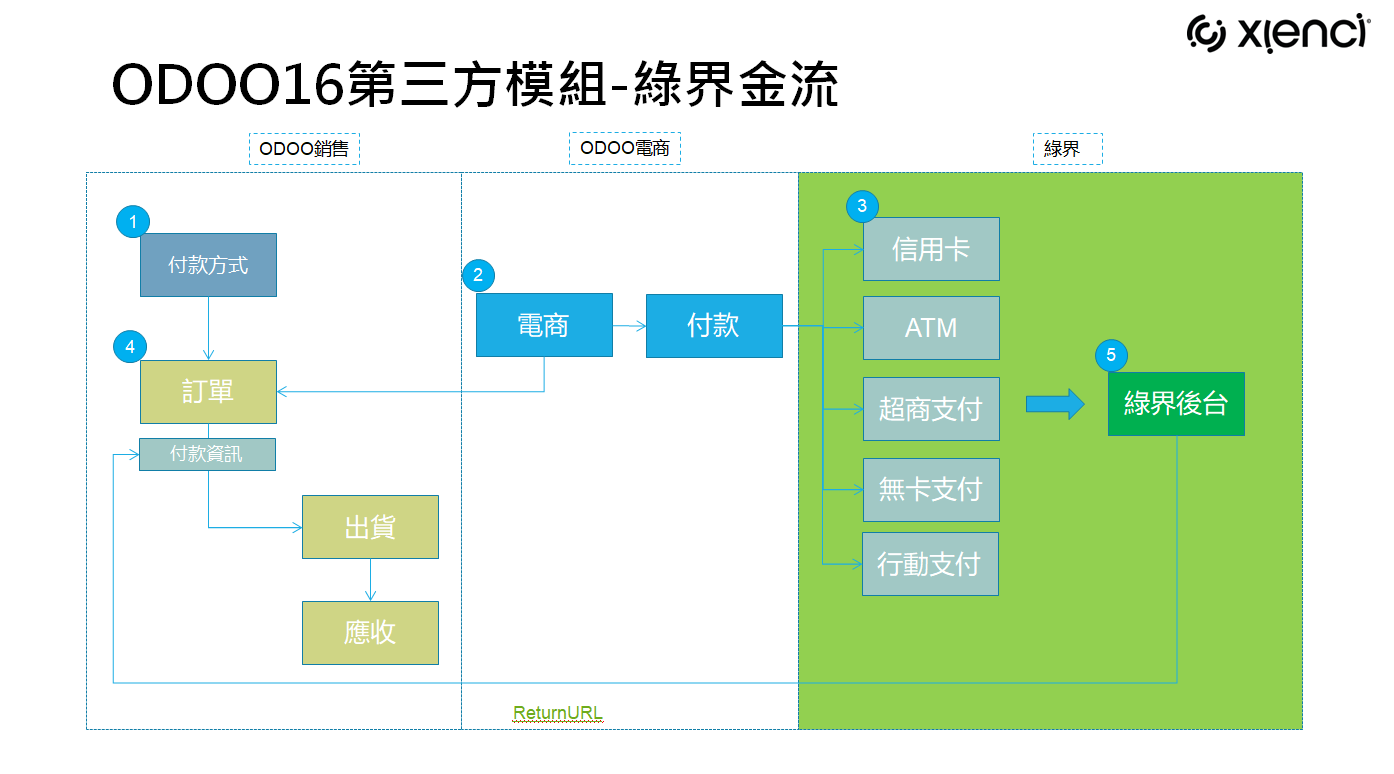 xienci
ODOO16第三方模組-綠界金流
ODOO銷售
ODOO電商
綠界
1
付款方式
4
訂單
付款資訊
出貨
應收
2
電商
付款
3
信用卡
ATM
超商支付
無卡支付
行動支付
5
綠界後台
ReturnURL